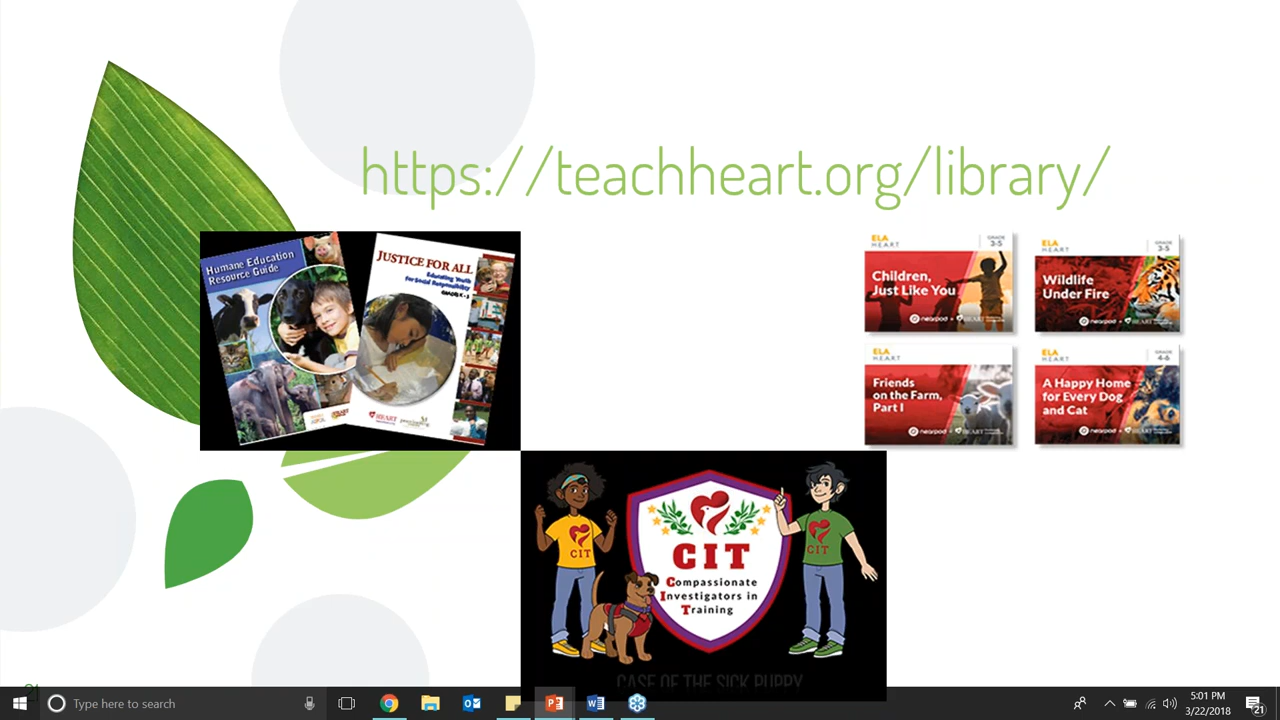 https://teachheart.org/library/
Humane Education
Resource Guide
JUSTICE FOR ALL
Educating Youth
For Social Responsibility
GRADES K - 5
HEART
ELA
HEART
GRADE
3-5
Children,
Just Like You
nearpod + HEART
ELA
HEART
GRADE
3-5
Wildlife
Under Fire
nearpod + HEART
ELA
HEART
Friends
on the Farm,
Part I
nearpod + HEART
ELA
HEART
GRADE
4-6
A Happy Home
for Every Dog
and Cat
nearpod + HEART
CIT
CIT
CIT
Compassionate
Investigators in
Training
CASE OF THE SICK PUPPY
21
Type here to search
5:01 PM
3/22/2018
21